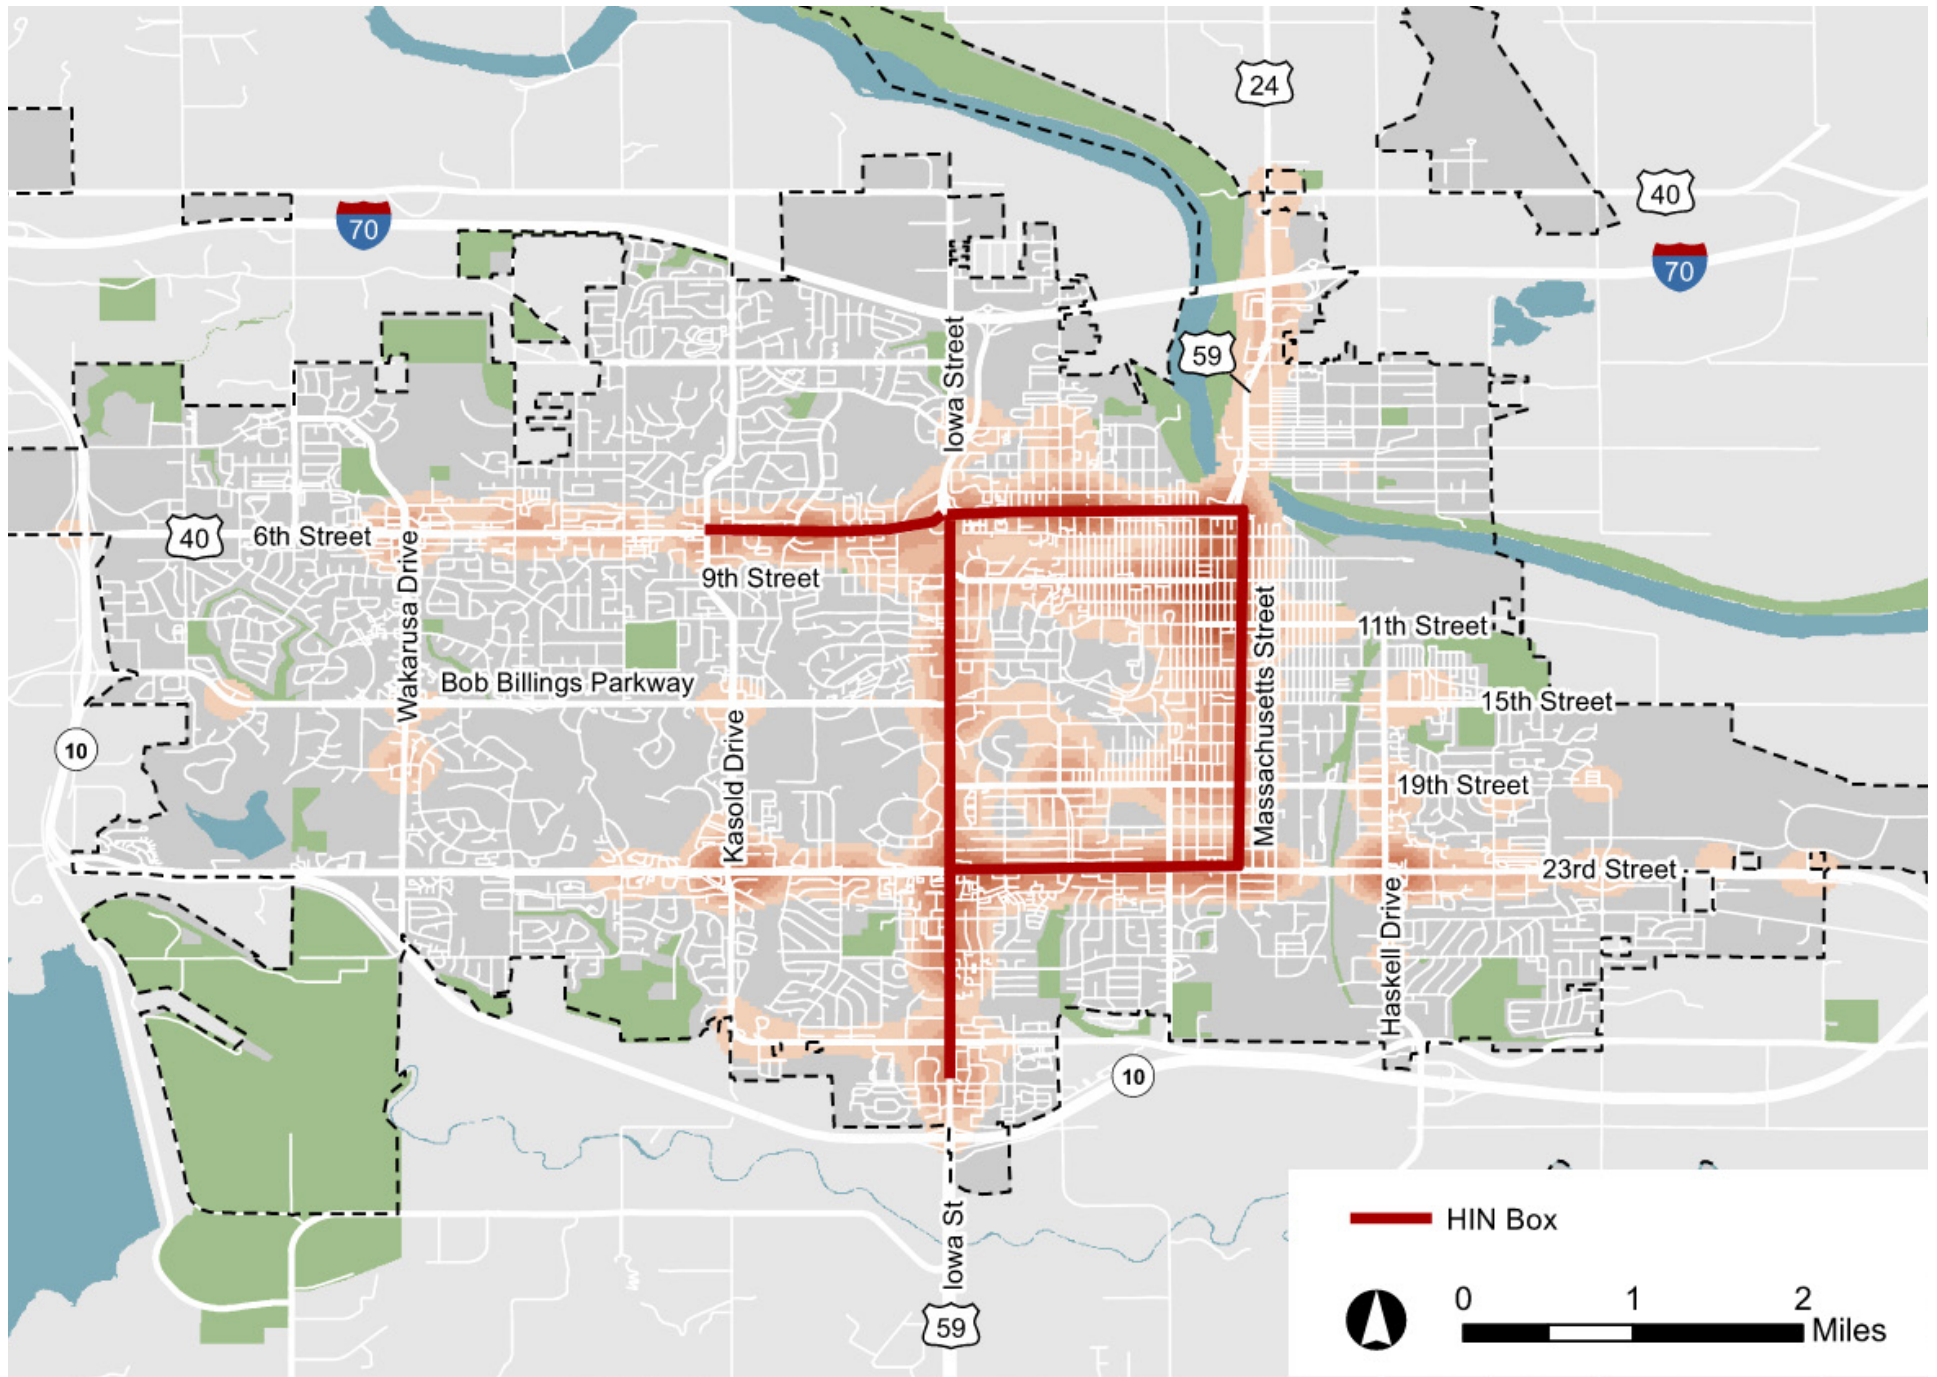 24
40
70
70
59
Iowa Street
40
6th Street
Wakarusa Drive
9th Street
11th Street
Massachusetts Street
Bob Billings Parkway
15th Street
Kasold Drive
10
19th Street
23rd Street
Haskell Drive
10
Iowa St
59
HIN Box
0 1 2
Miles